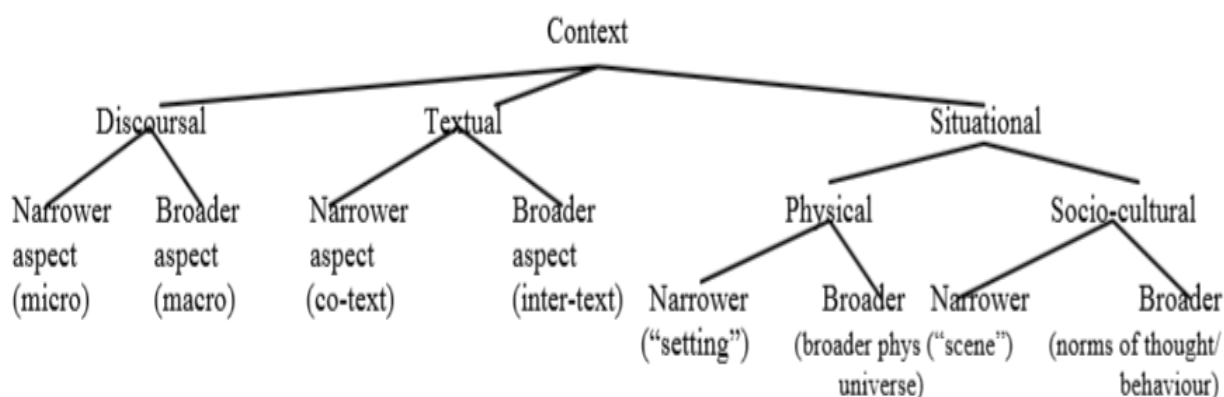 Context
Discoursal Textual Situational
Narrower Broader Narrower Broader Physical Socio-cultural
aspect aspect aspect aspect
(micro) (macro) (co-text) (inter-text)
Narrower Broader Narrower Broader
(“setting”) (broader phys (“scene”) (norms of thought/
universe) behaviour)